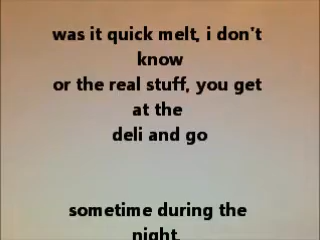 was it quick melt, i don't
know
or the real stuff, you get
at the
deli and go
sometime during the
night,